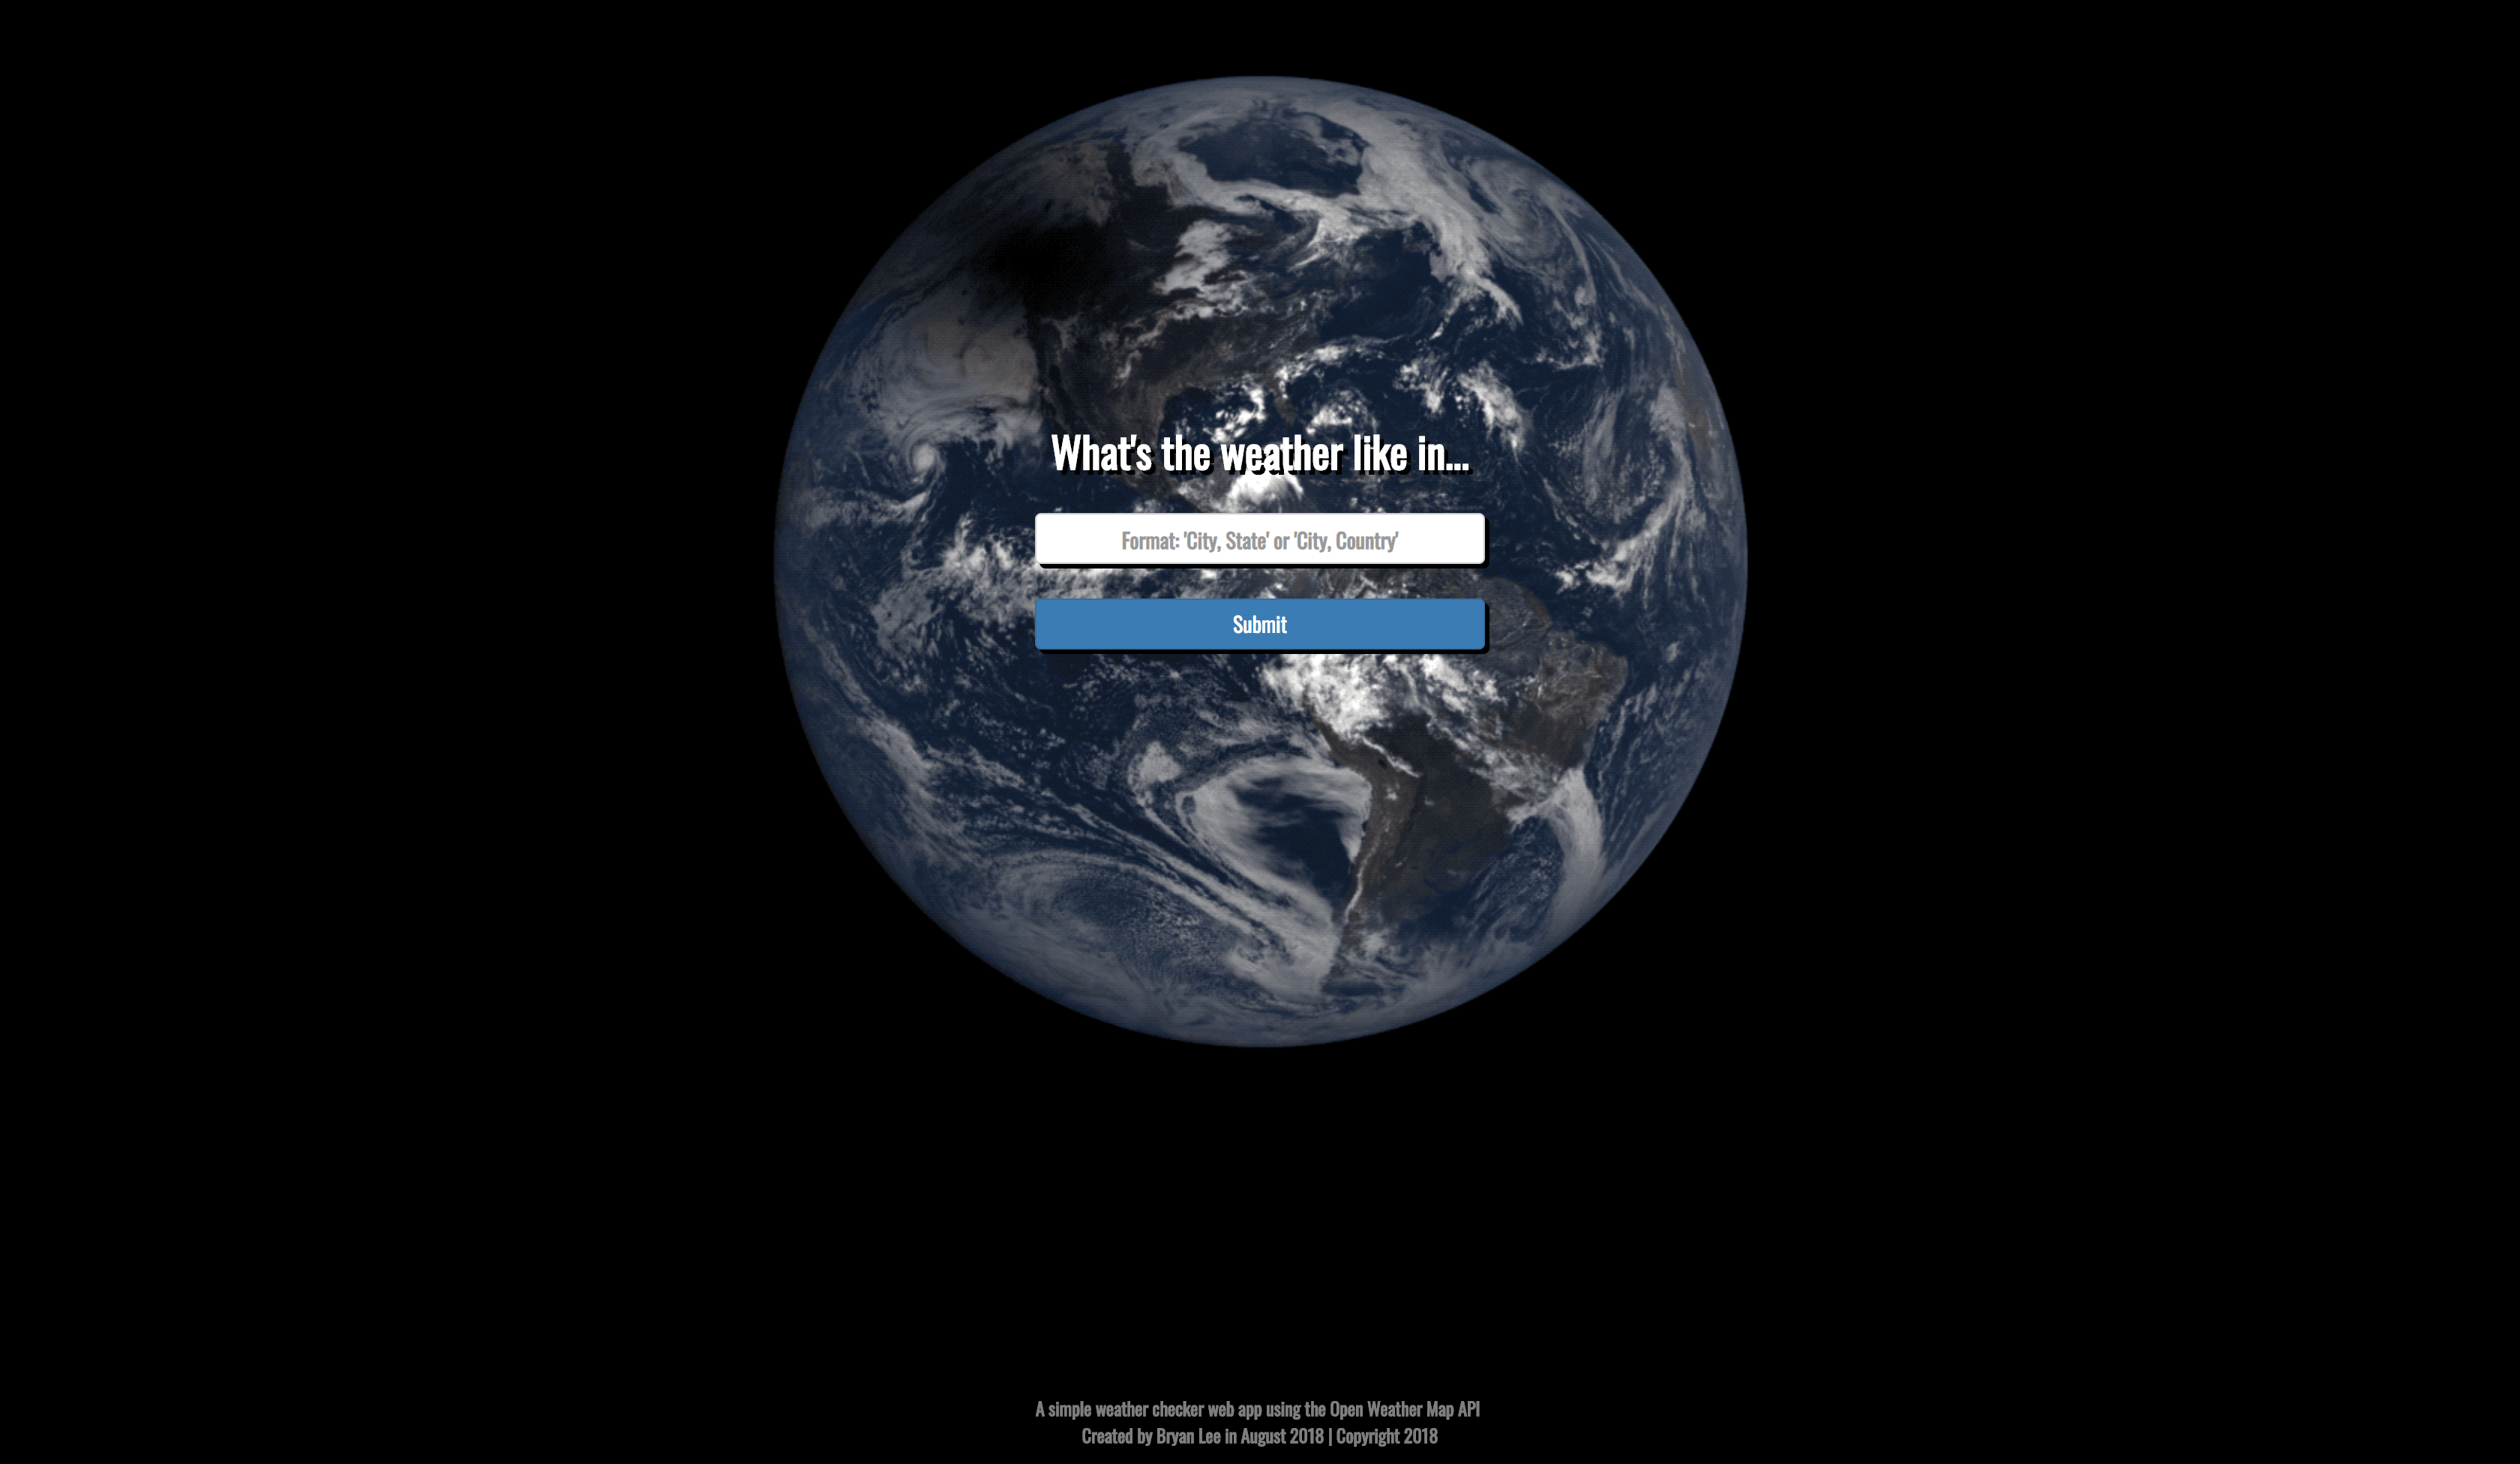 What's the weather like in...
Format: 'City, State' or 'City, Country'
Submit
A simple weather checker web app using the Open Weather Map API
Created by Bryan Lee in August 2018 | Copyright 2018